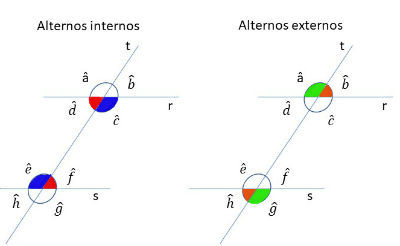 Alternos internos
t
â
b̂
r
d̂
ĉ
ê
f̂
s
ĥ
ĝ
Alternos externos
t
â
b̂
r
d̂
ĉ
ê
f̂
s
ĥ
ĝ